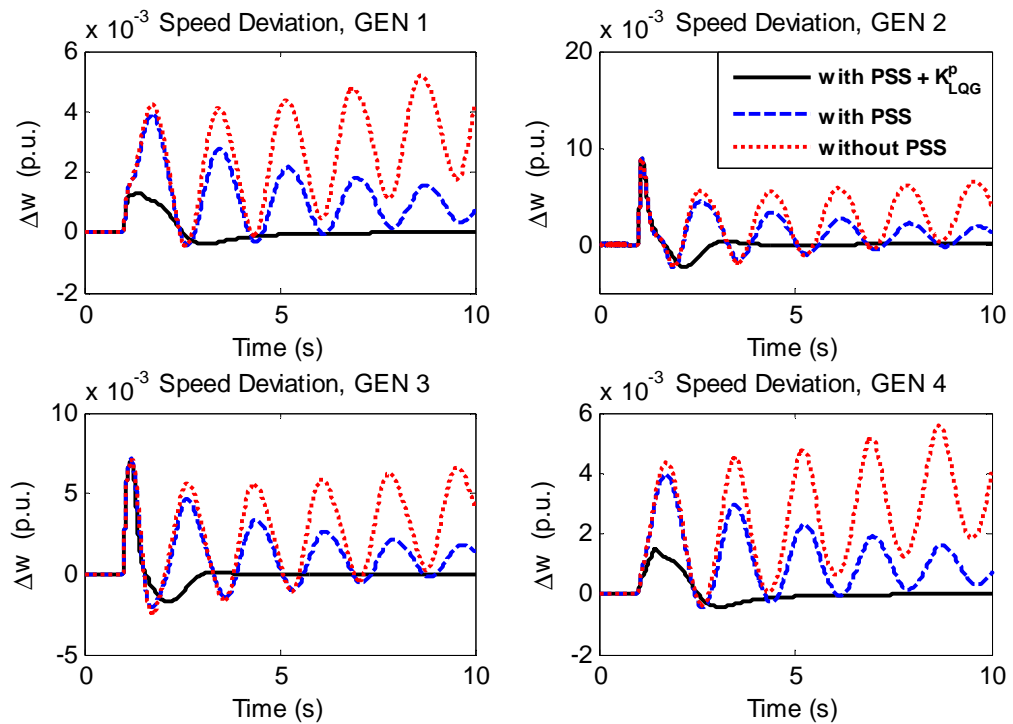 x 10^-3 Speed Deviation, GEN 1
6
4
2
0
-2
Δw (p.u.)
0 5 10
Time (s)
x 10^-3 Speed Deviation, GEN 2
20
10
0
-10
Δw (p.u.)
with PSS + K^p_LQG
with PSS
without PSS
0 5 10
Time (s)
x 10^-3 Speed Deviation, GEN 3
10
5
0
-5
Δw (p.u.)
0 5 10
Time (s)
x 10^-3 Speed Deviation, GEN 4
6
4
2
0
-2
Δw (p.u.)
0 5 10
Time (s)